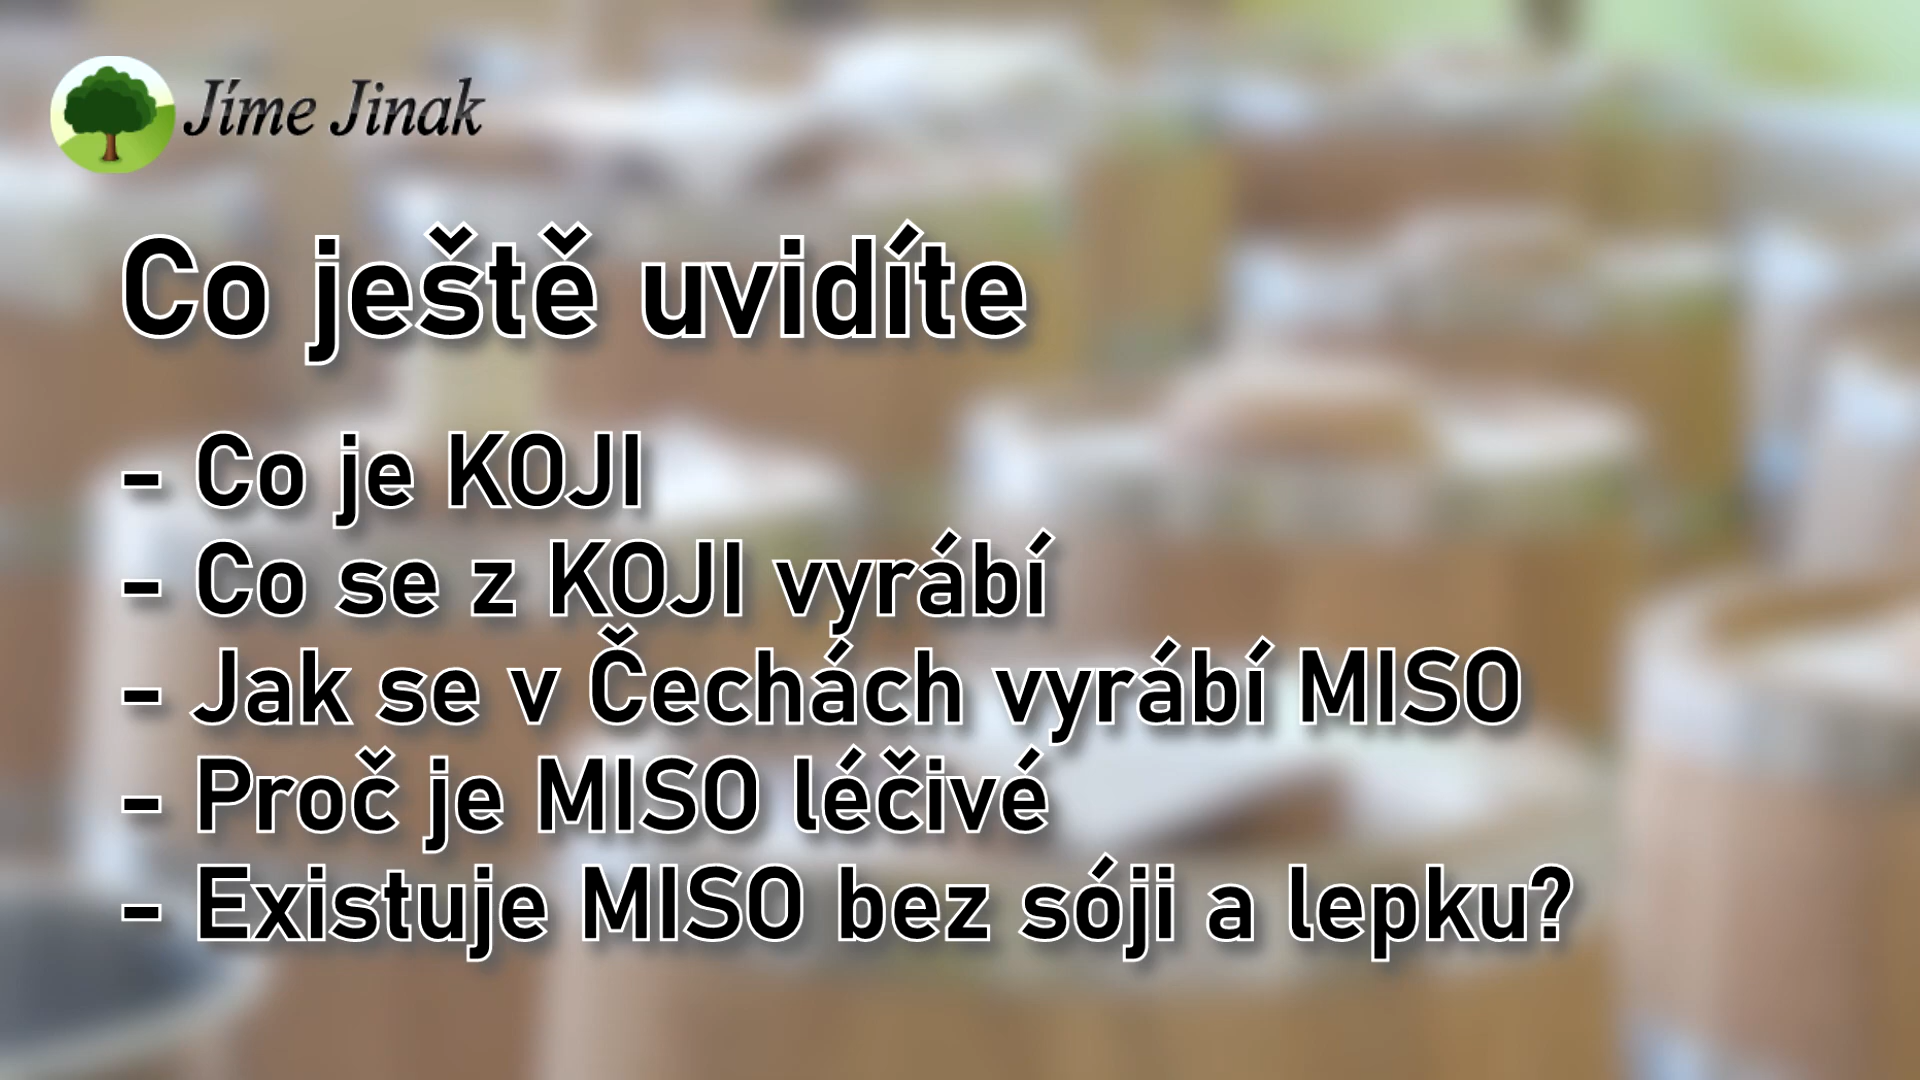 Jíme Jinak
Co ještě uvidíte
- Co je KOJI
- Co se z KOJI vyrábí
- Jak se v Čechách vyrábí MISO
- Proč je MISO léčivé
- Existuje MISO bez sóji a lepku?